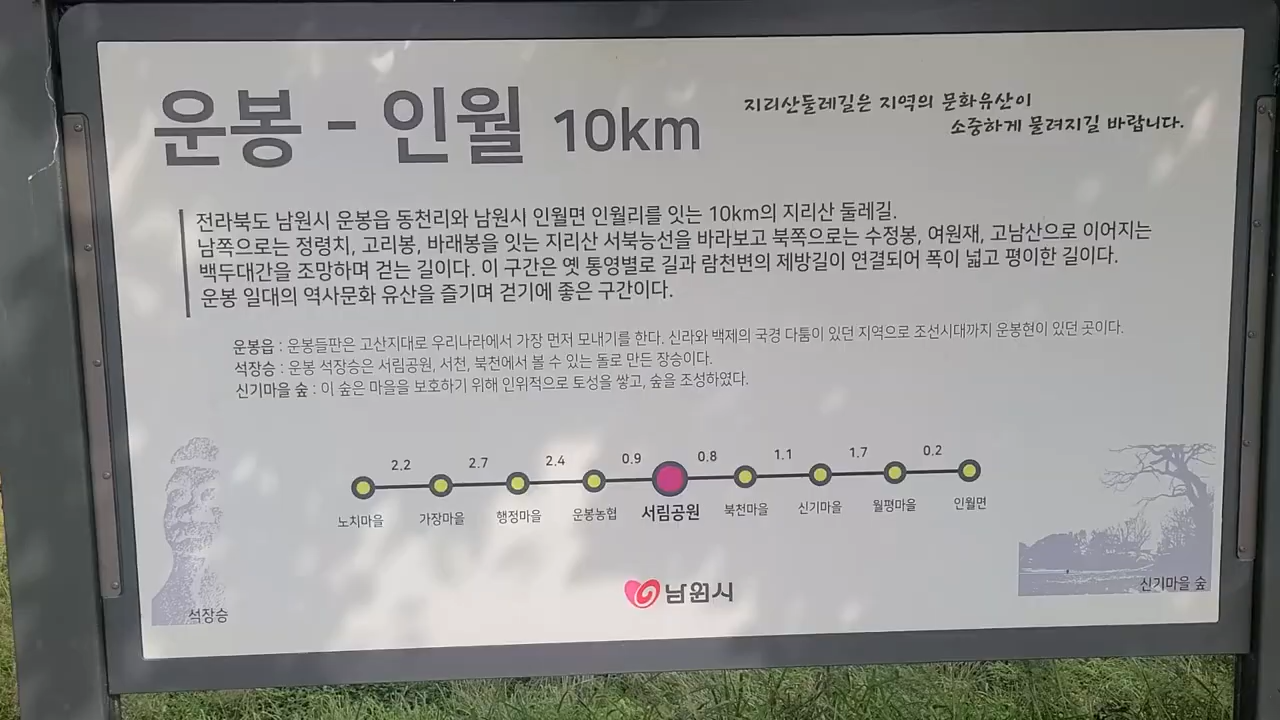 운봉 - 인월 10km
지리산둘레길은 지역의 문화유산이
소중하게 물려지길 바랍니다.
전라북도 남원시 운봉읍 동천리와 남원시 인월면 인월리를 잇는 10km의 지리산 둘레길.
남쪽으로는 정령치, 고리봉, 바래봉을 잇는 지리산 서북능선을 바라보고 북쪽으로는 수정봉, 여원재, 고남산으로 이어지는
백두대간을 조망하며 걷는 길이다. 이 구간은 옛 통영별로 길과 람천변의 제방길이 연결되어 폭이 넓고 평이한 길이다.
운봉 일대의 역사문화 유산을 즐기며 걷기에 좋은 구간이다.
운봉읍 : 운봉들판은 고산지대로 우리나라에서 가장 먼저 모내기를 한다. 신라와 백제의 국경 다툼이 있던 지역으로 조선시대까지 운봉현이 있던 곳이다.
석장승 : 운봉 석장승은 서림공원, 서천, 북천에서 볼 수 있는 돌로 만든 장승이다.
신기마을 숲 : 이 숲은 마을을 보호하기 위해 인위적으로 토성을 쌓고, 숲을 조성하였다.
2.2 2.7 2.4 0.9 0.8 1.1 1.7 0.2
노치마을 가장마을 행정마을 운봉농협 서림공원 북천마을 신기마을 월평마을 인월면
석장승
신기마을 숲
남원시